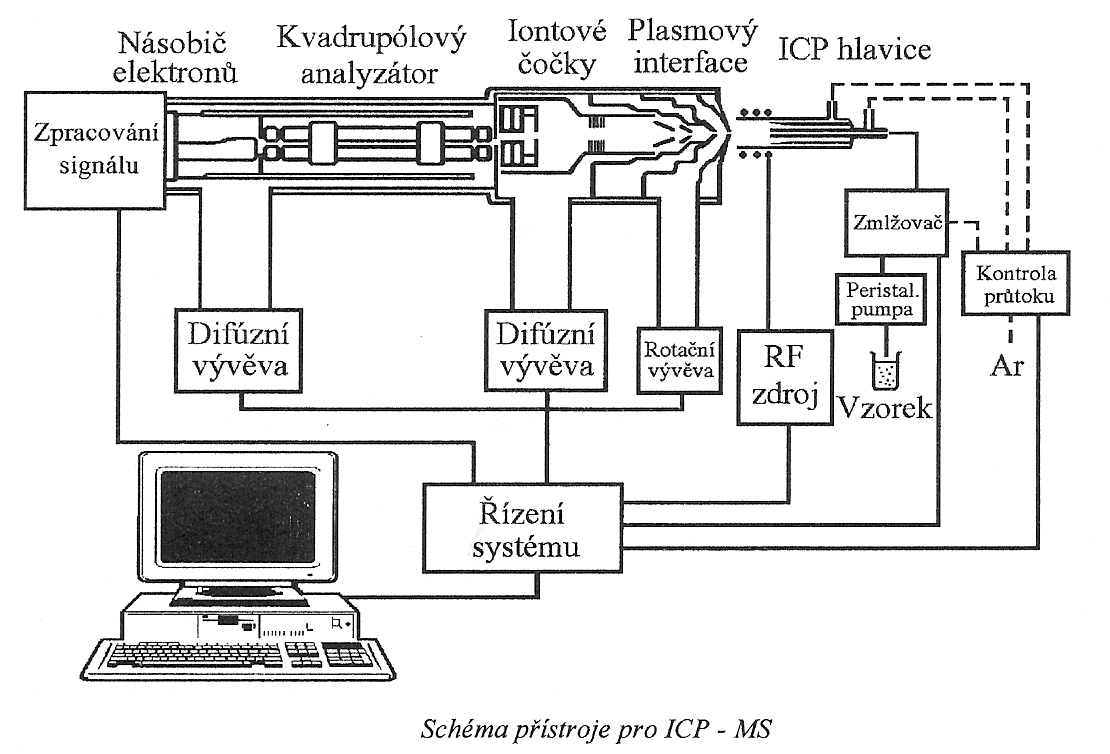 Násobič
elektronů
Kvadrupólový
analyzátor
Iontové
čočky
Plasmový
interface
ICP hlavice
Zpracování
signálu
Zmlžovač
Kontrola
průtoku
Peristal.
pumpa
Difúzní
vývěva
Difúzní
vývěva
Rotační
vývěva
RF
zdroj
Vzorek
Ar
Řízení
systému
Schéma přístroje pro ICP - MS